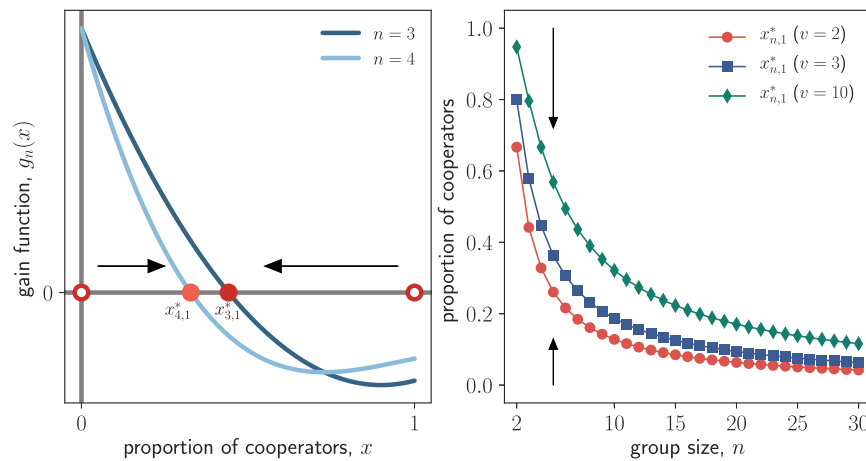 n = 3
n = 4
gain function, gₙ(x)
0
x*₄,₁
x*₃,₁
0
1
proportion of cooperators, x
x*ₙ,₁ (v = 2)
x*ₙ,₁ (v = 3)
x*ₙ,₁ (v = 10)
proportion of cooperators
1.0
0.8
0.6
0.4
0.2
0.0
2
10
15
20
25
30
group size, n